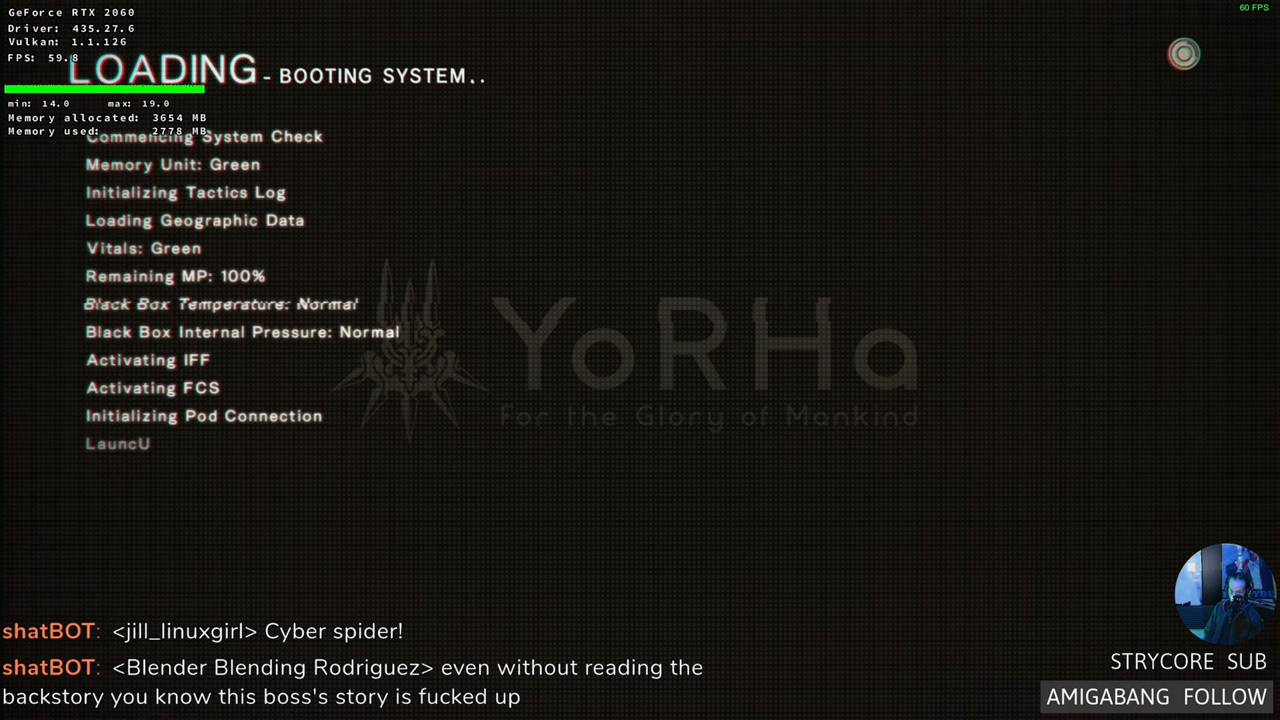 GeForce RTX 2060
60 FPS
Driver: 435.27.6
Vulkan: 1.1.126
FPS: 59.8
LOADING - BOOTING SYSTEM..
min: 14.0 max: 19.0
Memory allocated: 3654 MB
Memory used: 2778 MB
Commencing System Check
Memory Unit: Green
Initializing Tactics Log
Loading Geographic Data
Vitals: Green
Remaining MP: 100%
Black Box Temperature: Normal
Black Box Internal Pressure: Normal
Activating IFF
Activating FCS
Initializing Pod Connection
LauncU
YoRHa
For the Glory of Mankind
shatBOT: <jill_linuxgirl> Cyber spider!
shatBOT: <Blender Blending Rodriguez> even without reading the
backstory you know this boss's story is fucked up
STRYCORE SUB
AMIGABANG FOLLOW